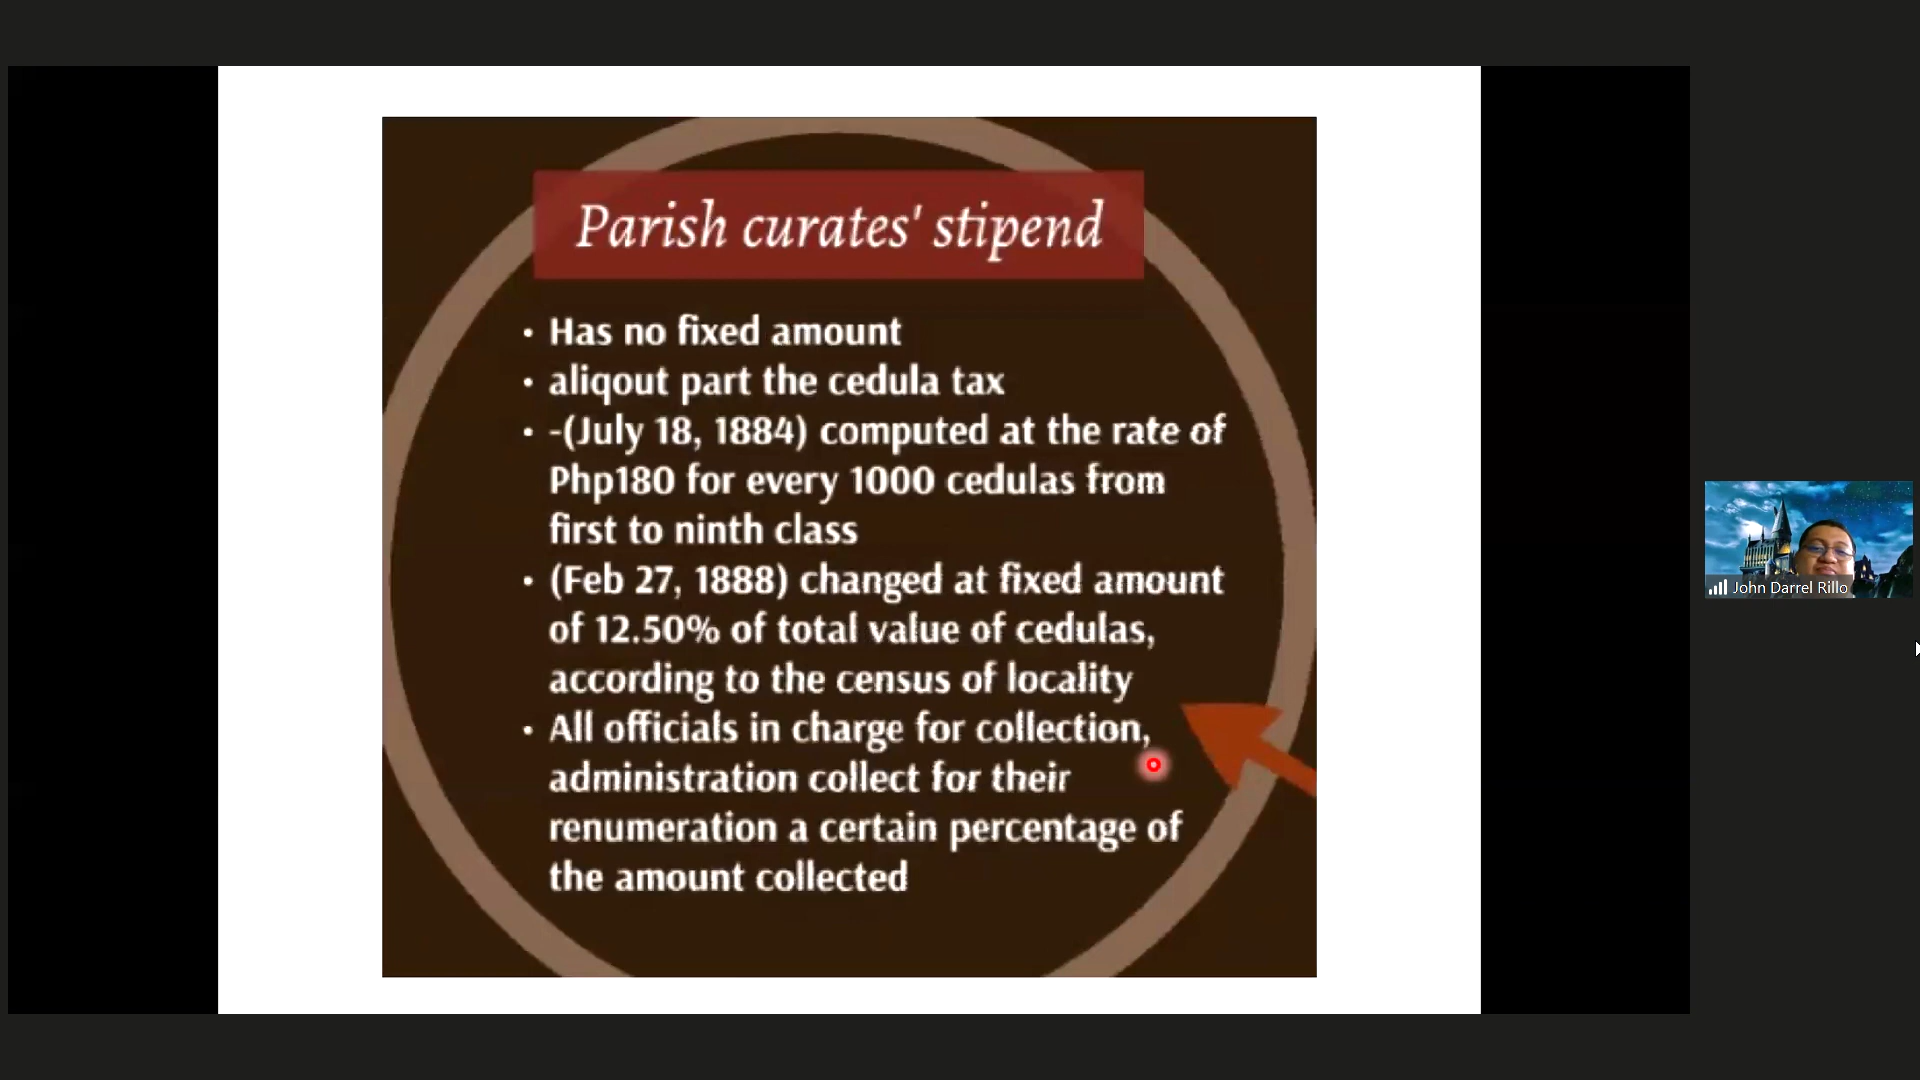 Parish curates' stipend
• Has no fixed amount
• aliqout part the cedula tax
• -(July 18, 1884) computed at the rate of
Php180 for every 1000 cedulas from
first to ninth class
• (Feb 27, 1888) changed at fixed amount
of 12.50% of total value of cedulas,
according to the census of locality
• All officials in charge for collection,
administration collect for their
renumeration a certain percentage of
the amount collected
John Darrel Rillo